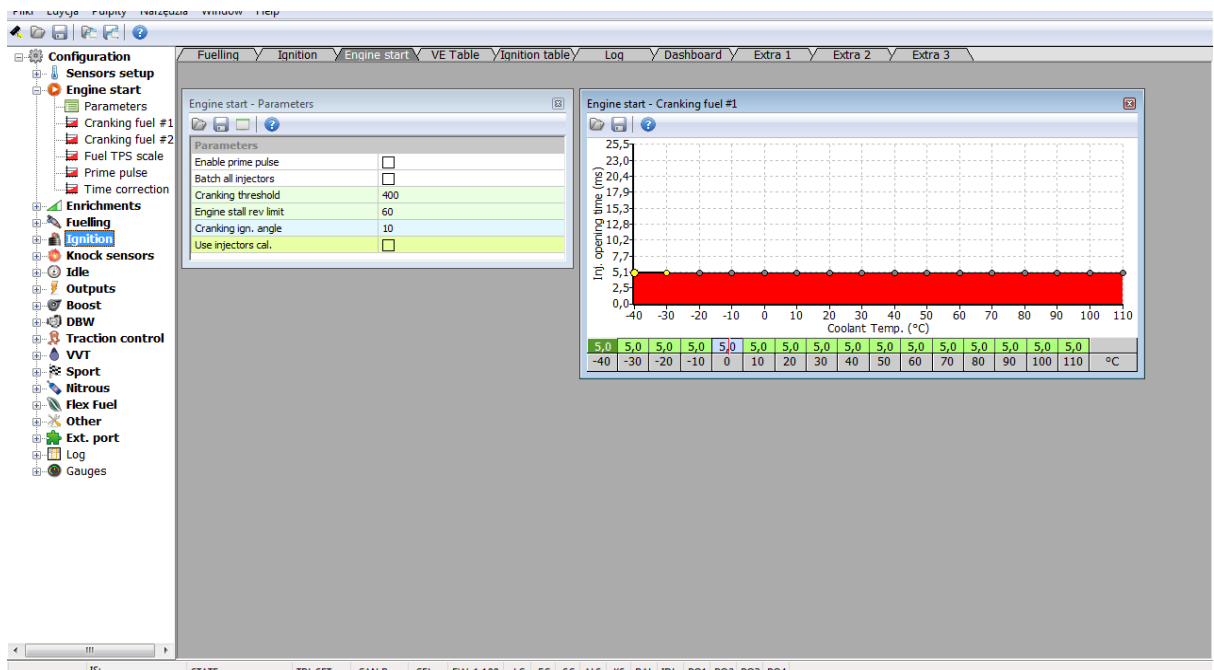 Pliki Edycja Pulpity Narzędzia Window Help
Configuration
Sensors setup
Engine start
Parameters
Cranking fuel #1
Cranking fuel #2
Fuel TPS scale
Prime pulse
Time correction
Enrichments
Fuelling
Ignition
Knock sensors
Idle
Outputs
Boost
DBW
Traction control
VVT
Sport
Nitrous
Flex Fuel
Other
Ext. port
Log
Gauges
Fuelling Ignition Engine start VE Table Ignition table Log Dashboard Extra 1 Extra 2 Extra 3
Engine start - Parameters
Parameters
Enable prime pulse
Batch all injectors
Cranking threshold 400
Engine stall rev limit 60
Cranking ign. angle 10
Use injectors cal.
Engine start - Cranking fuel #1
Inj. opening time (ms)
25,5
23,0
20,4
17,9
15,3
12,8
10,2
7,7
5,1
2,5
0,0
-40 -30 -20 -10 0 10 20 30 40 50 60 70 80 90 100 110
Coolant Temp. (°C)
5,0 5,0 5,0 5,0 5,0 5,0 5,0 5,0 5,0 5,0 5,0 5,0 5,0 5,0 5,0 5,0
-40 -30 -20 -10 0 10 20 30 40 50 60 70 80 90 100 110 °C